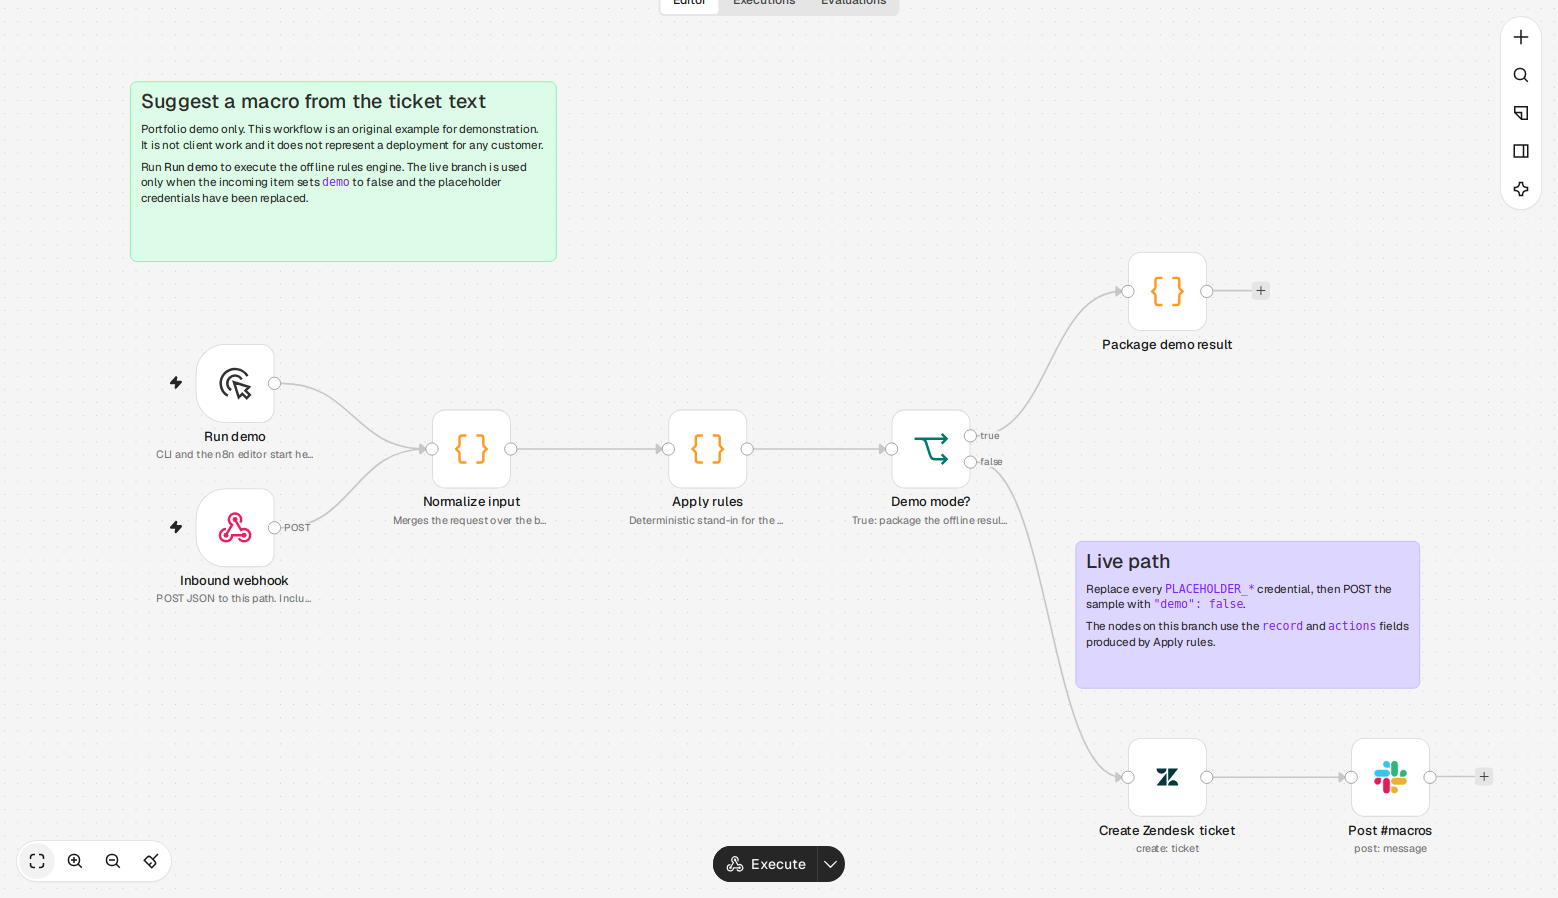 Editor
Executions
Evaluations
Suggest a macro from the ticket text
Portfolio demo only. This workflow is an original example for demonstration.
It is not client work and it does not represent a deployment for any customer.
Run Run demo to execute the offline rules engine. The live branch is used
only when the incoming item sets demo to false and the placeholder
credentials have been replaced.
Package demo result
Run demo
CLI and the n8n editor start he...
POST
Inbound webhook
POST JSON to this path. Inclu...
Normalize input
Merges the request over the b...
Apply rules
Deterministic stand-in for the ...
true
false
Demo mode?
True: package the offline resul...
Live path
Replace every PLACEHOLDER_* credential, then POST the
sample with "demo": false.
The nodes on this branch use the record and actions fields
produced by Apply rules.
Create Zendesk ticket
create: ticket
Post #macros
post: message
Execute